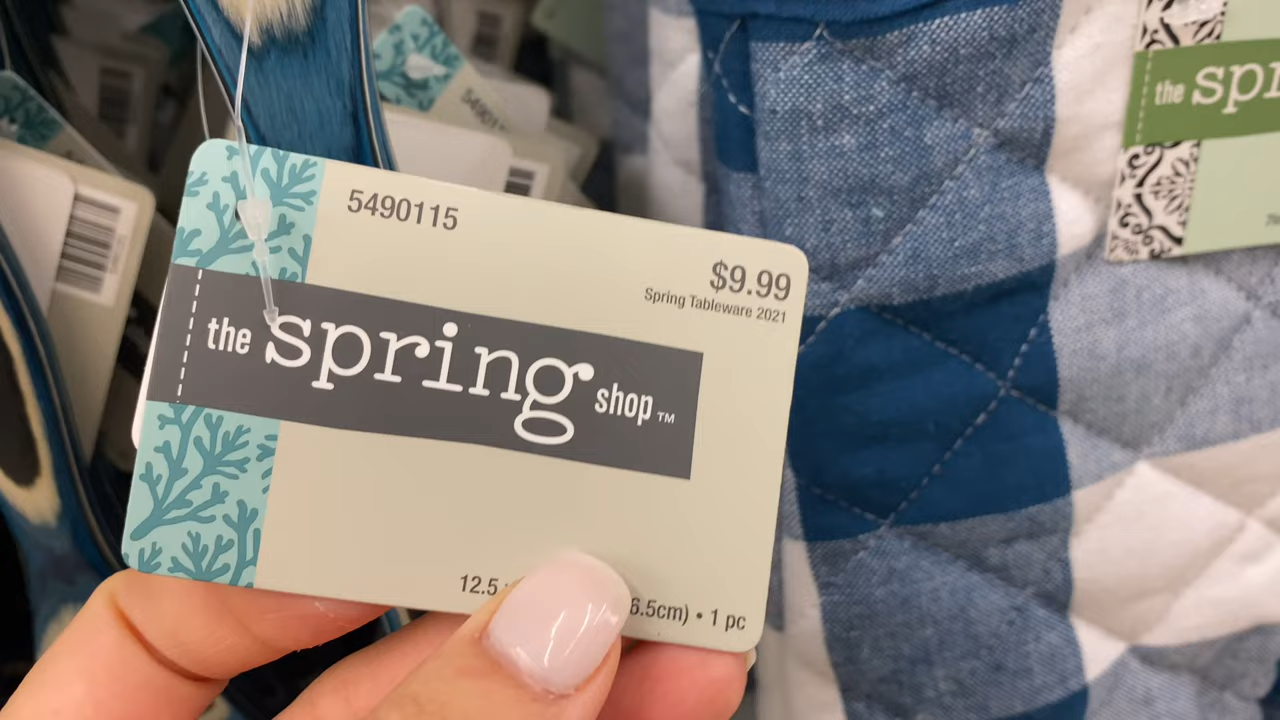 5490115
$9.99
Spring Tableware 2021
the spring shop™
12.5
6.5cm) • 1 pc
the spr